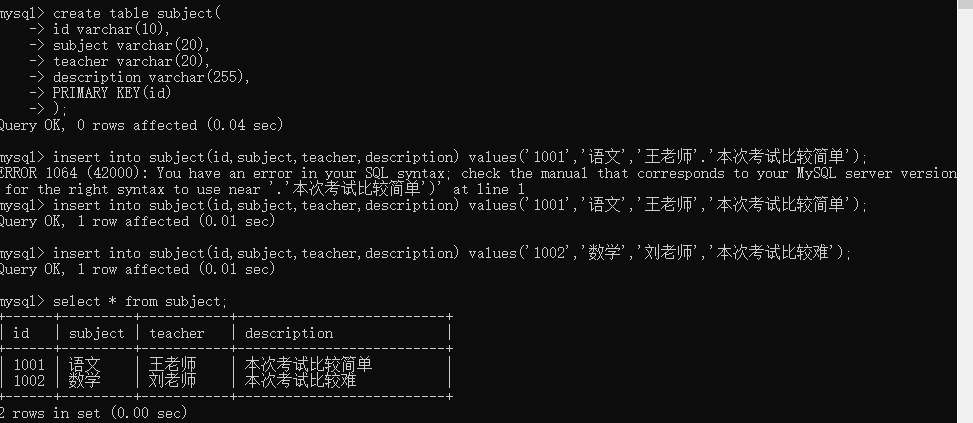 mysql> create table subject(
    -> id varchar(10),
    -> subject varchar(20),
    -> teacher varchar(20),
    -> description varchar(255),
    -> PRIMARY KEY(id)
    -> );
Query OK, 0 rows affected (0.04 sec)
mysql> insert into subject(id,subject,teacher,description) values('1001','语文','王老师'.'本次考试比较简单');
ERROR 1064 (42000): You have an error in your SQL syntax; check the manual that corresponds to your MySQL server version
 for the right syntax to use near '.'本次考试比较简单')' at line 1
mysql> insert into subject(id,subject,teacher,description) values('1001','语文','王老师','本次考试比较简单');
Query OK, 1 row affected (0.01 sec)
mysql> insert into subject(id,subject,teacher,description) values('1002','数学','刘老师','本次考试比较难');
Query OK, 1 row affected (0.01 sec)
mysql> select * from subject;
+------+---------+-----------+--------------------------+
| id   | subject | teacher   | description              |
+------+---------+-----------+--------------------------+
| 1001 | 语文    | 王老师    | 本次考试比较简单         |
| 1002 | 数学    | 刘老师    | 本次考试比较难           |
+------+---------+-----------+--------------------------+
2 rows in set (0.00 sec)